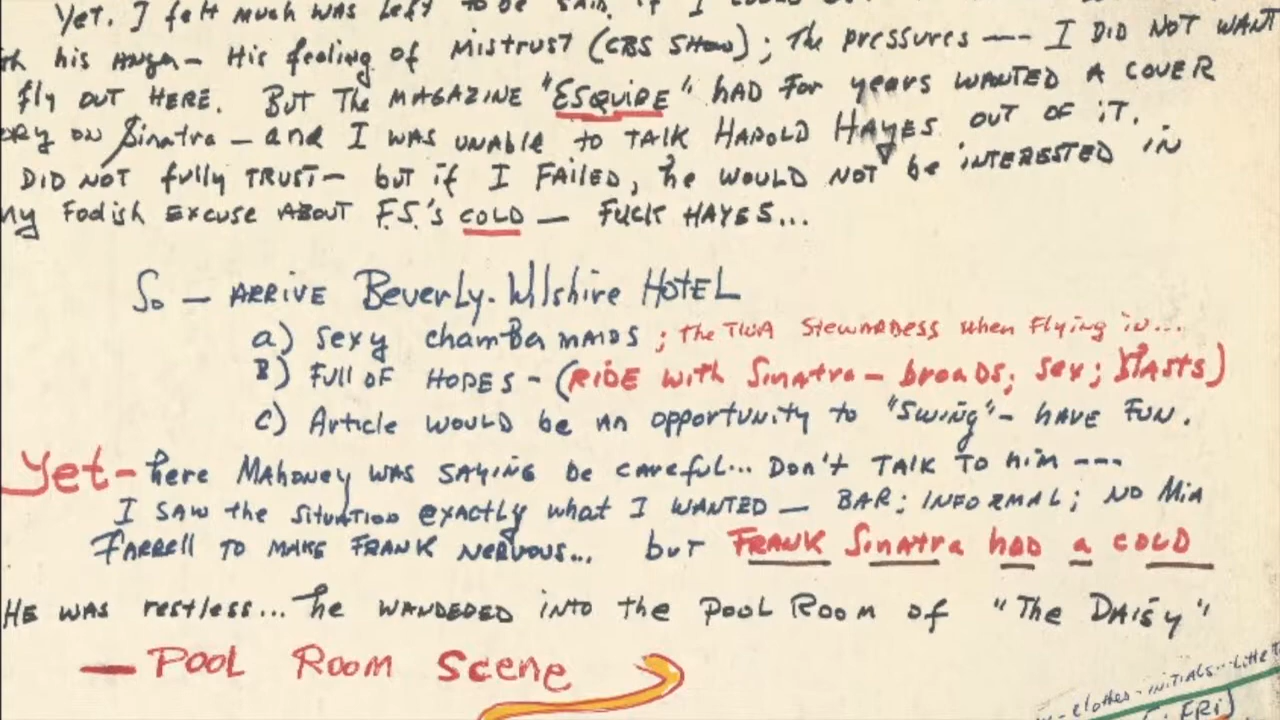 Yet. I felt much was left to be said, if I could
his anger - His feeling of mistrust (CBS SHOW); The pressures --- I DID NOT WANT
fly OUT HERE. BUT The MAGAZINE "ESQUIRE" HAD For years WANTED A COVER
ORY ON Sinatra - and I WAS UNABLE to TALK HAROLD HAYES OUT OF iT.
DID NOT fully TRUST- but if I FAILED, he WOULD NOT be iNTERESTED iN
My Foolish Excuse ABOUT F.S.'s COLD - FUCK HAYES...
So - ARRIVE Beverly-Wilshire HOTEL
a) Sexy chambermaids ; The TWA Stewardess when Flying in...
B) Full OF HOPES - (RiDE with Sinatra - broads; sex; blasts)
c) Article WOULD be AN opportunity to "Swing" - HAVE FUN.
Yet - here Mahoney WAS SAYING be careful... Don't TALK TO him ---
I SAW the SITUATION exactly what I WANTED - BAR; INFORMAL; NO MiA
FARRell TO MAKE FRANK NERVOUS... but FRANK Sinatra had a COLD
HE WAS restless... he WANDERED INTO the Pool Room of "The DAiSy"
- POOL ROOM Scene
clothes - INITIALS... Little
FRi)